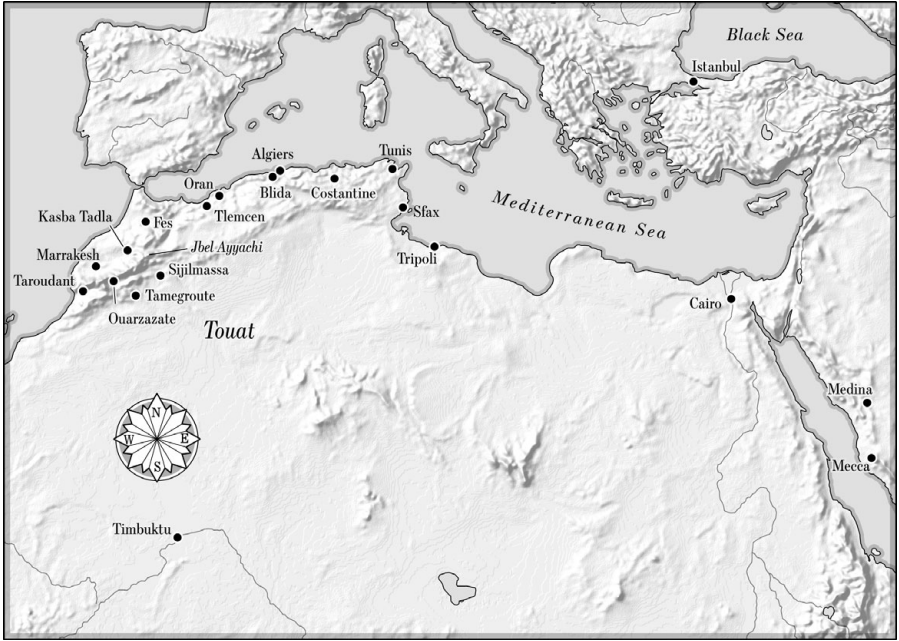 Black Sea
Istanbul
Algiers
Tunis
Oran
Blida
Costantine
Kasba Tadla
Fes
Tlemcen
Sfax
Mediterranean Sea
Jbel Ayyachi
Marrakesh
Sijilmassa
Tripoli
Taroudant
Tamegroute
Cairo
Ouarzazate
Touat
Medina
N
W
E
S
Mecca
Timbuktu